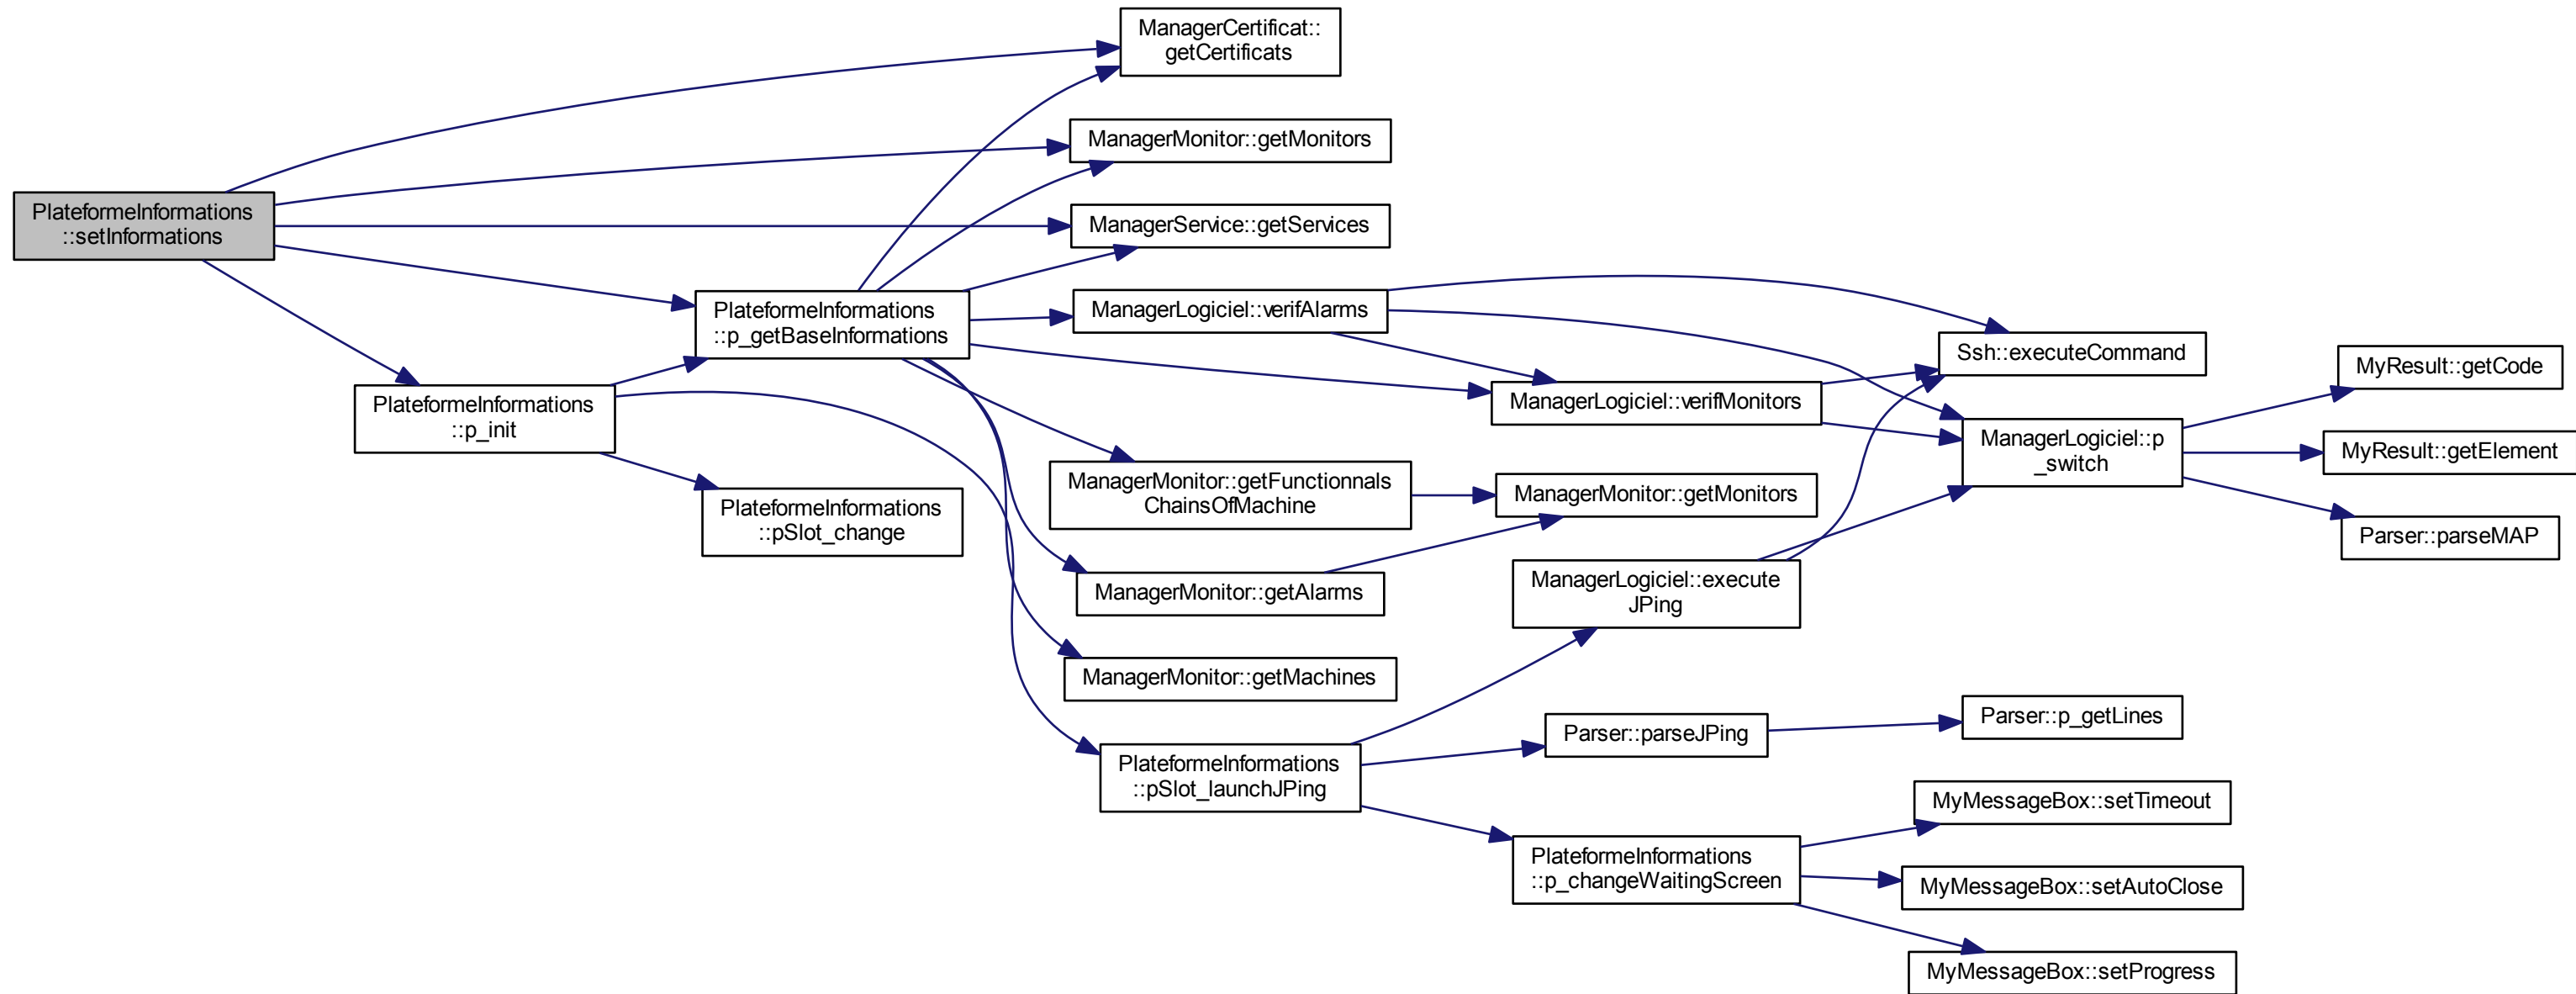 ManagerCertificat::
getCertificats
ManagerMonitor::getMonitors
PlateformeInformations
::setInformations
ManagerService::getServices
PlateformeInformations
::p_getBaseInformations
ManagerLogiciel::verifAlarms
Ssh::executeCommand
MyResult::getCode
PlateformeInformations
::p_init
ManagerLogiciel::verifMonitors
ManagerLogiciel::p
_switch
MyResult::getElement
ManagerMonitor::getFunctionnals
ChainsOfMachine
ManagerMonitor::getMonitors
PlateformeInformations
::pSlot_change
Parser::parseMAP
ManagerMonitor::getAlarms
ManagerLogiciel::execute
JPing
ManagerMonitor::getMachines
Parser::parseJPing
Parser::p_getLines
PlateformeInformations
::pSlot_launchJPing
MyMessageBox::setTimeout
PlateformeInformations
::p_changeWaitingScreen
MyMessageBox::setAutoClose
MyMessageBox::setProgress